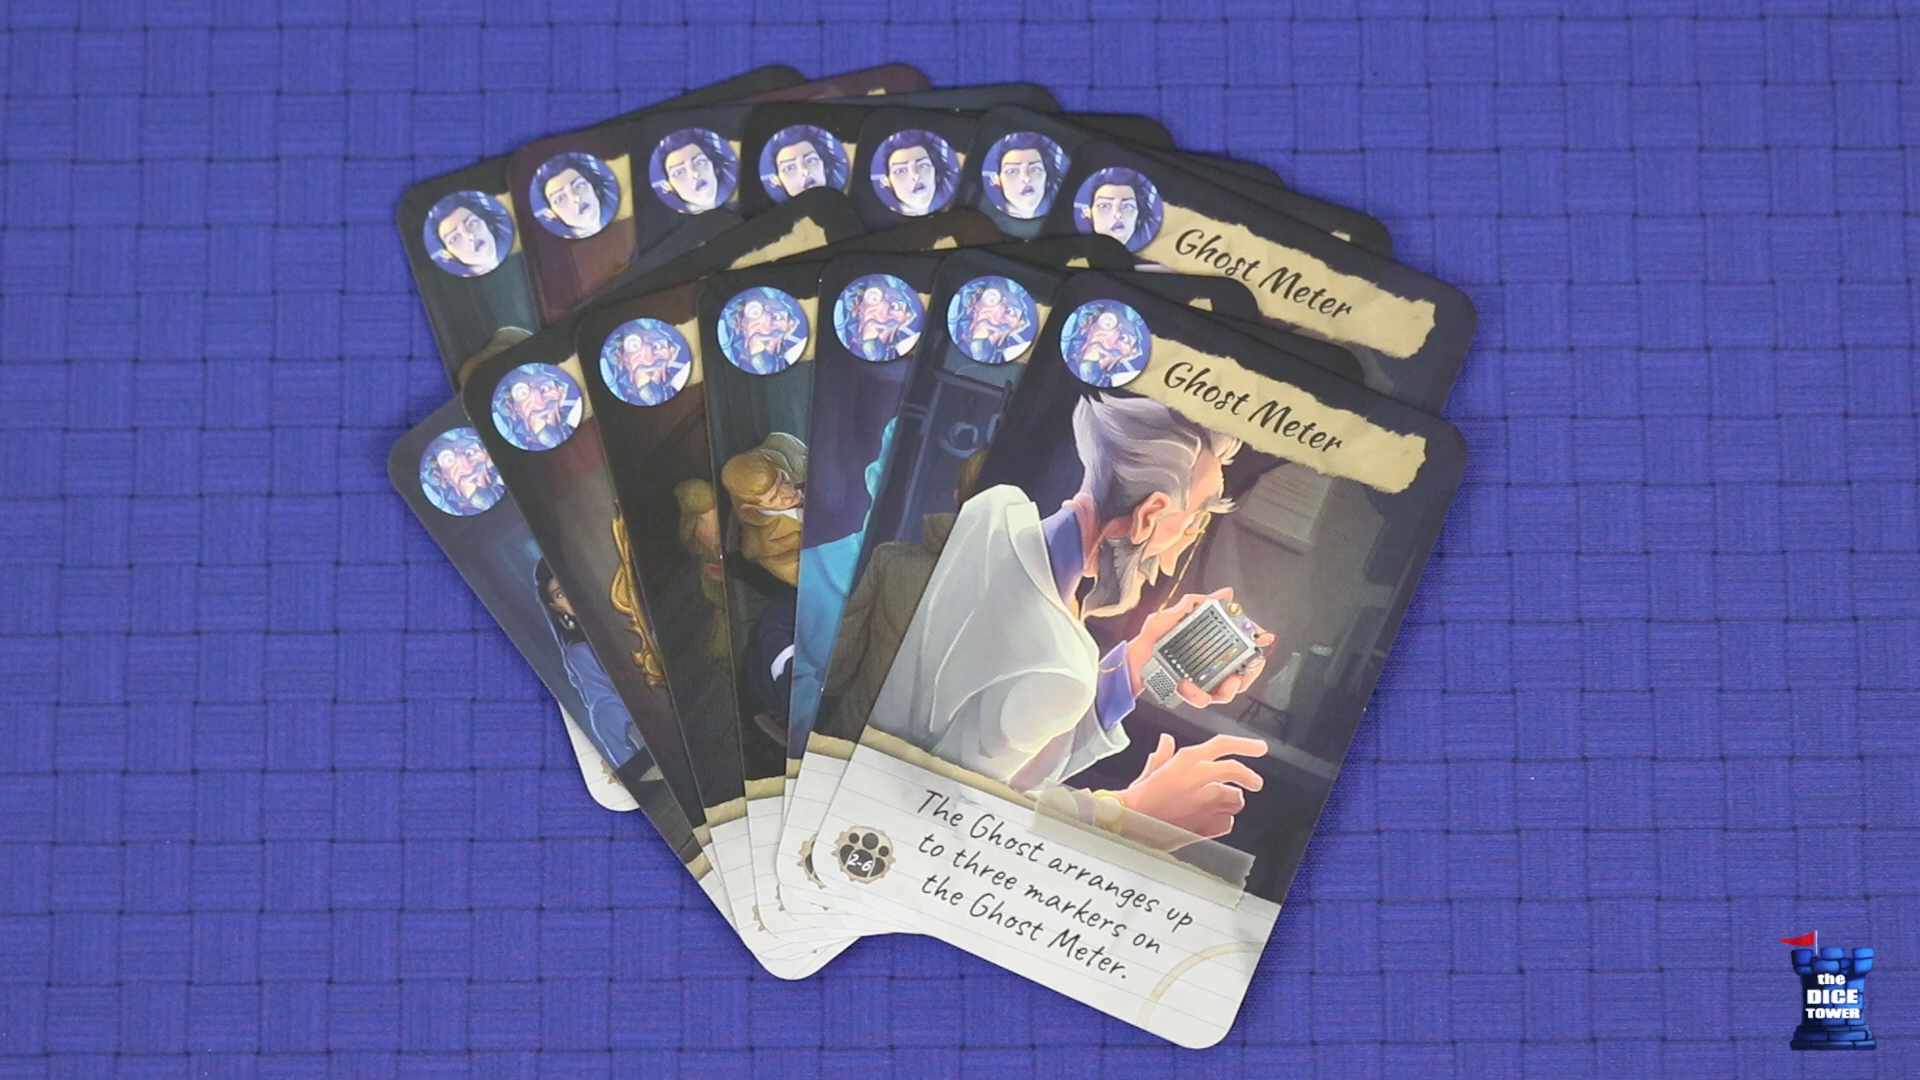 Ghost Meter
Ghost Meter
The Ghost arranges up
to three markers on
the Ghost Meter.
2-6
the
DICE
TOWER